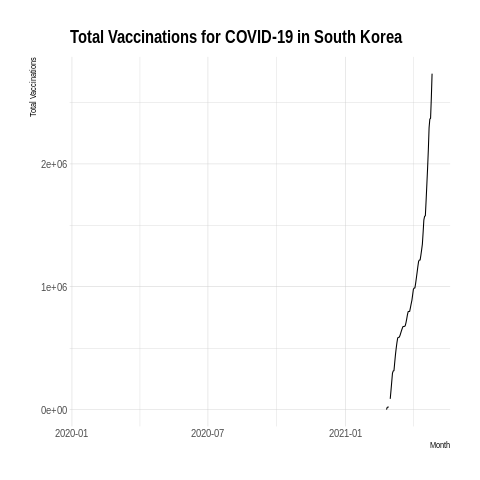 Total Vaccinations for COVID-19 in South Korea
Total Vaccinations
2e+06
1e+06
0e+00
2020-01 2020-07 2021-01
Month